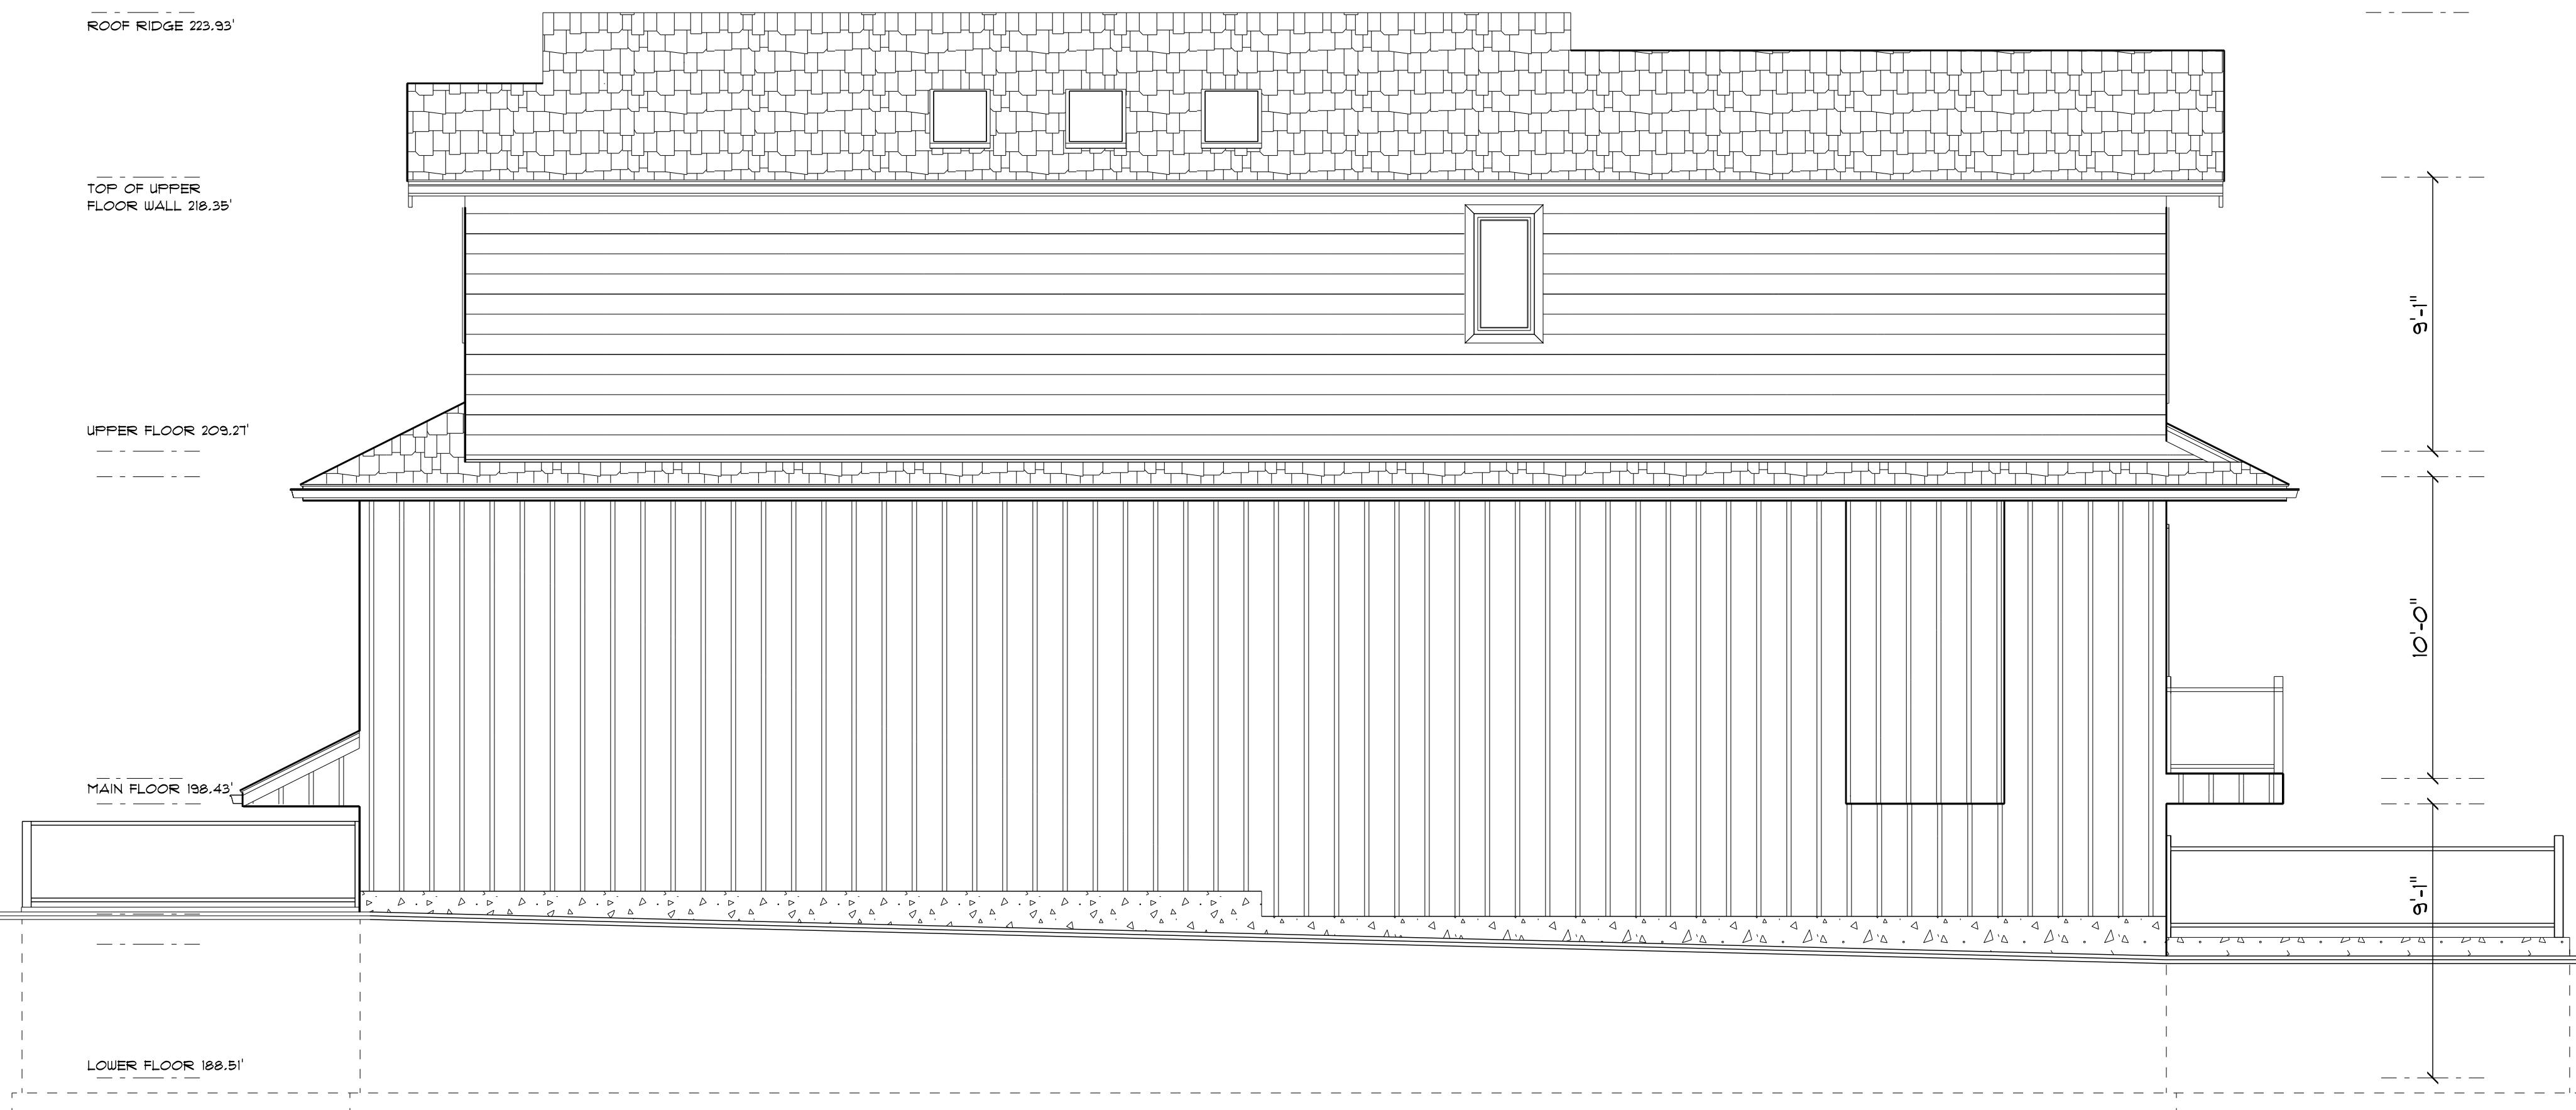 ROOF RIDGE 223.93'
TOP OF UPPER
FLOOR WALL 218.35'
9'-1"
UPPER FLOOR 209.27'
10'-0"
MAIN FLOOR 198.43'
9'-1"
LOWER FLOOR 188.51'